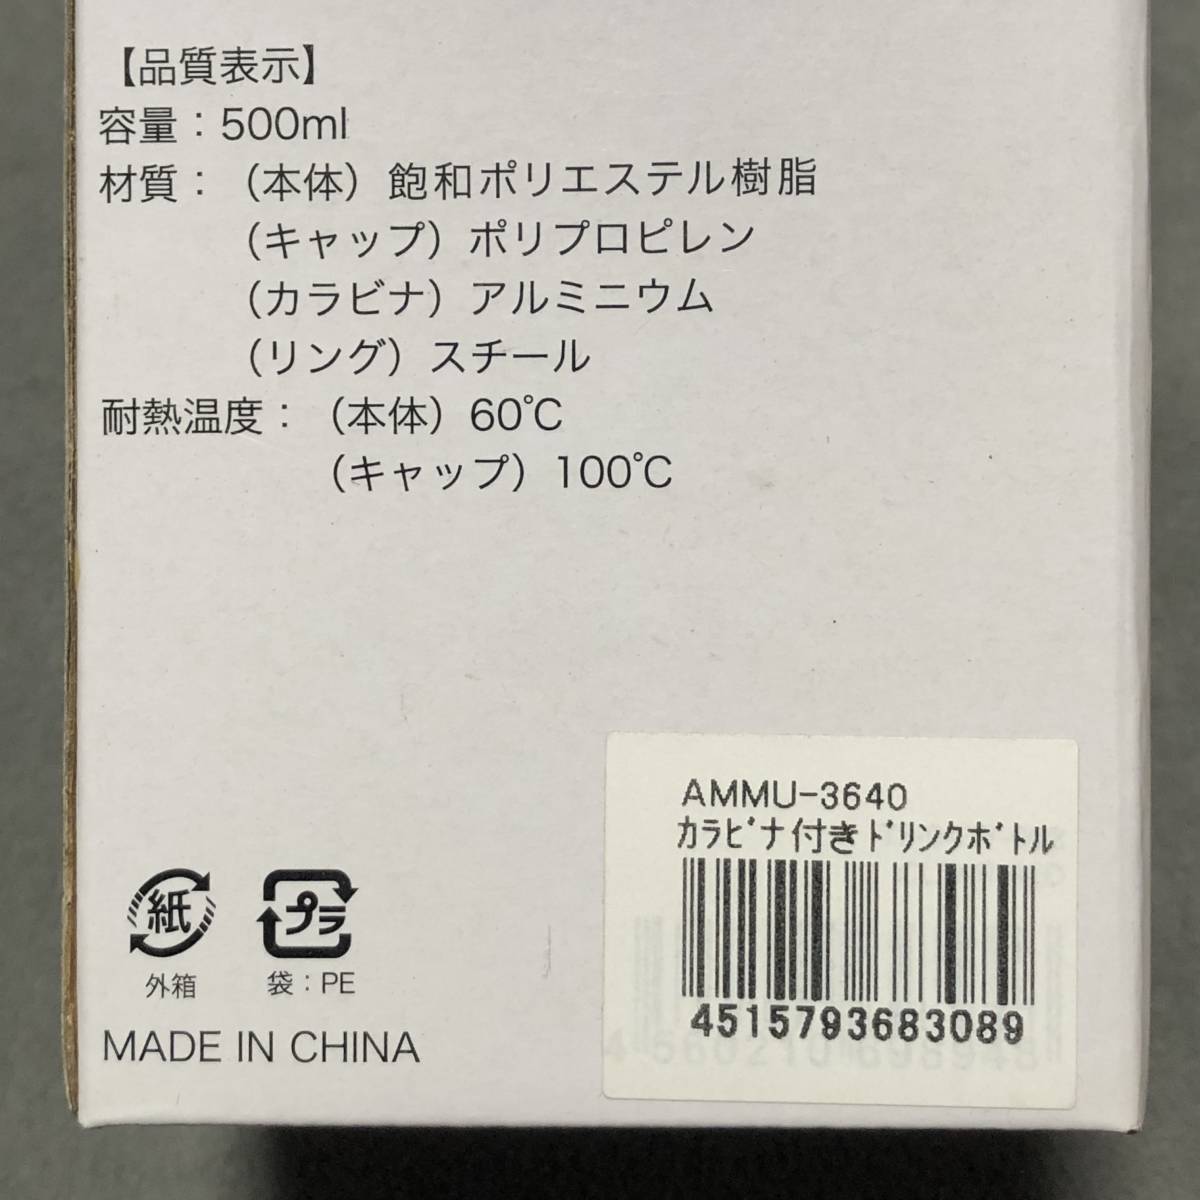 【品質表示】
容量：500ml
材質：（本体）飽和ポリエステル樹脂
（キャップ）ポリプロピレン
（カラビナ）アルミニウム
（リング）スチール
耐熱温度：（本体）60℃
（キャップ）100℃
紙
外箱
プラ
袋：PE
MADE IN CHINA
AMMU-3640
ｶﾗﾋﾞﾅ付きﾄﾞﾘﾝｸﾎﾞﾄﾙ
4515793683089